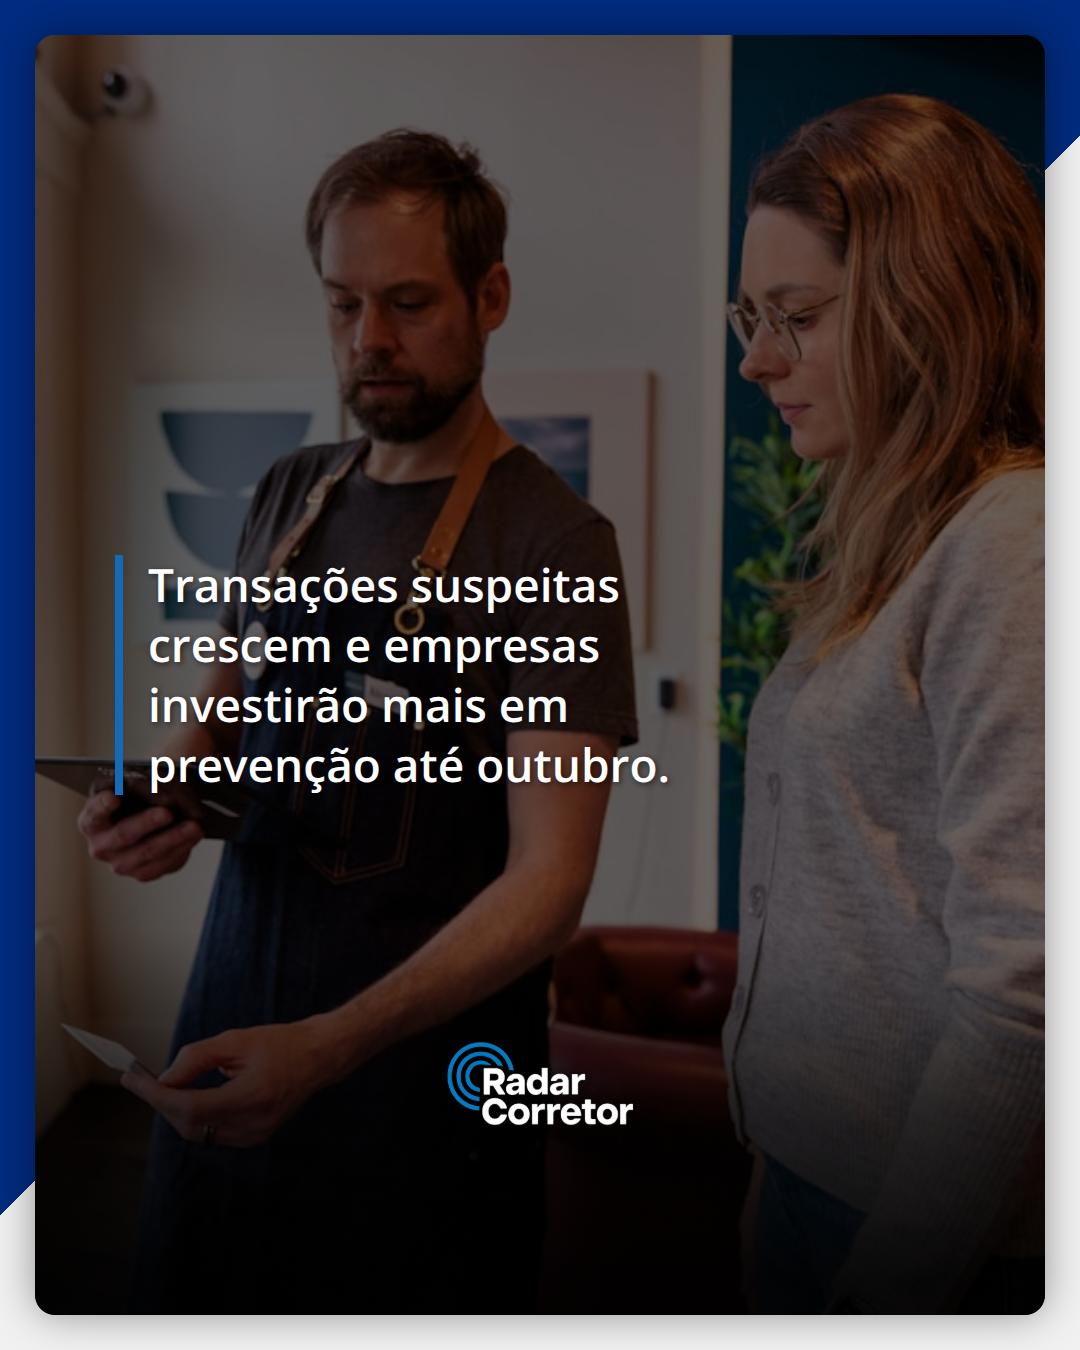 Transações suspeitas
crescem e empresas
investirão mais em
prevenção até outubro.
Radar
Corretor